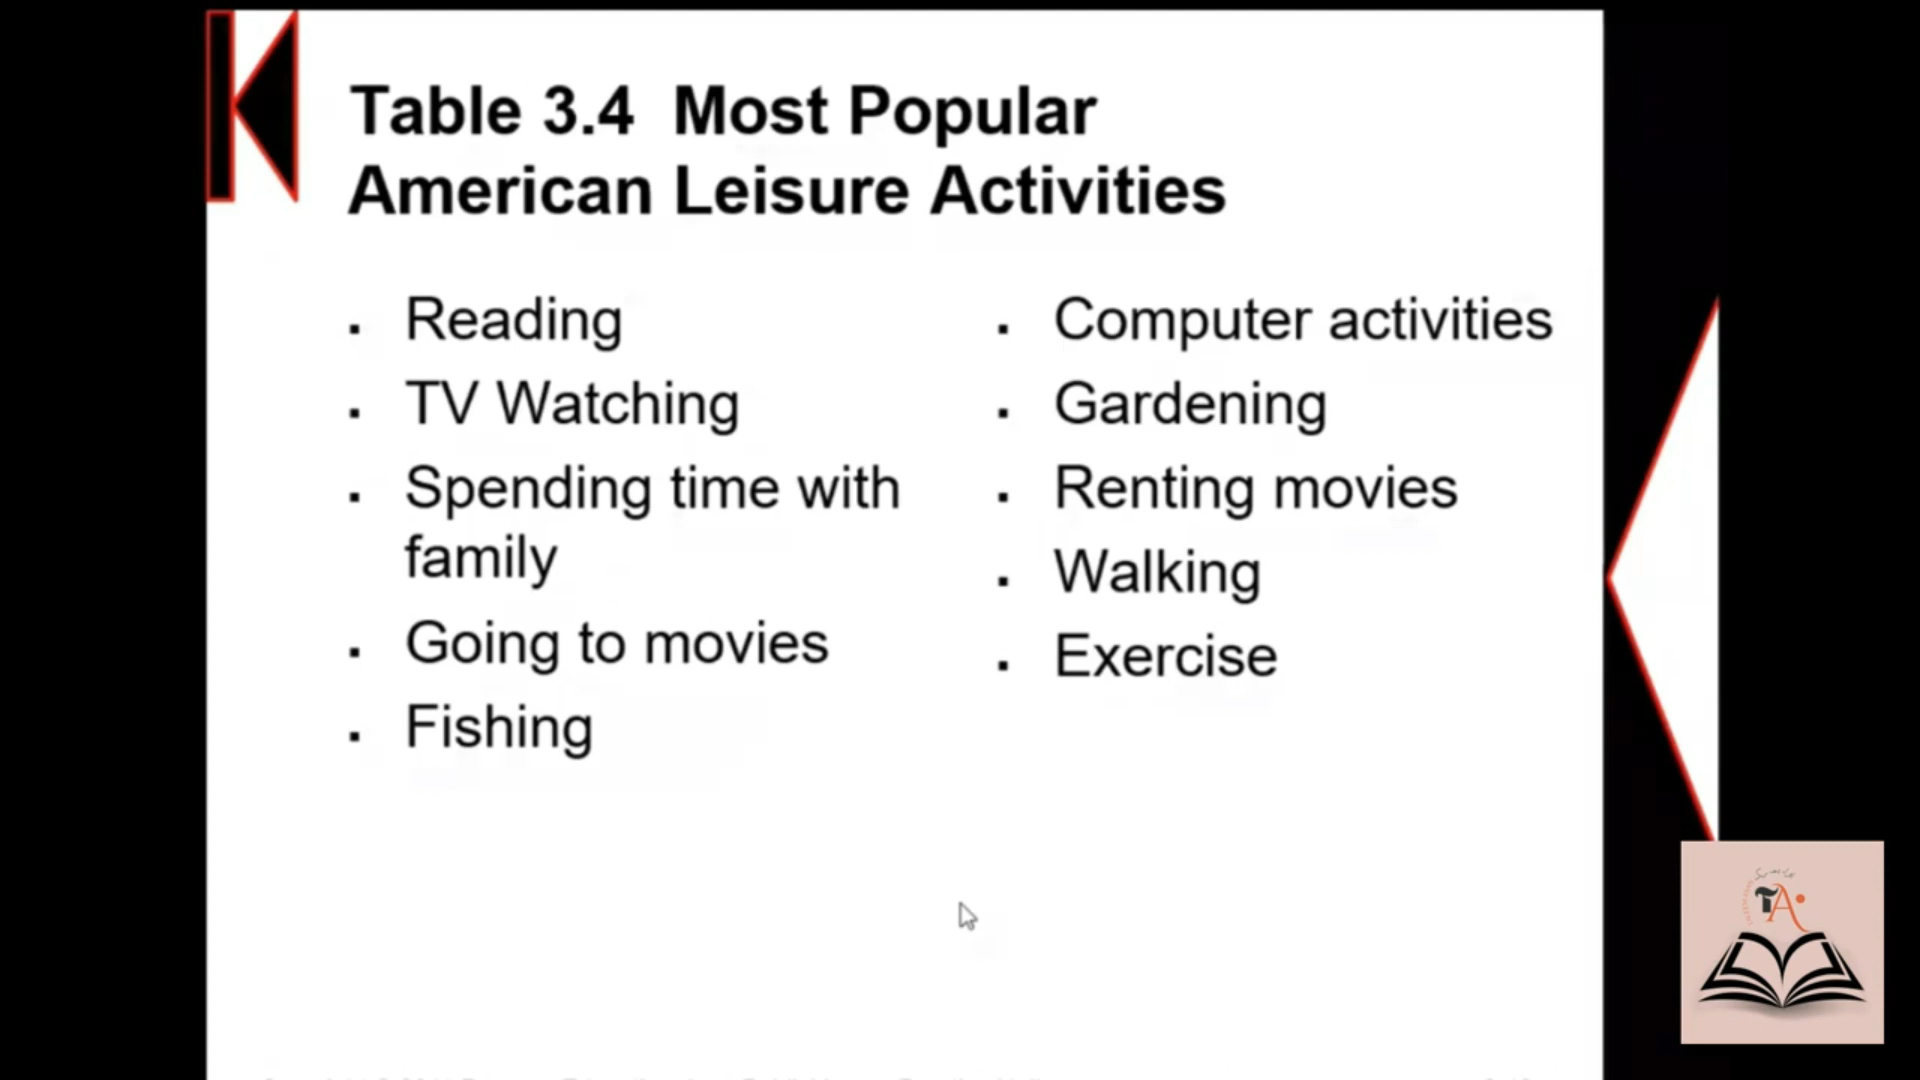 Table 3.4 Most Popular
American Leisure Activities
Reading
TV Watching
Spending time with
family
Going to movies
Fishing
Computer activities
Gardening
Renting movies
Walking
Exercise